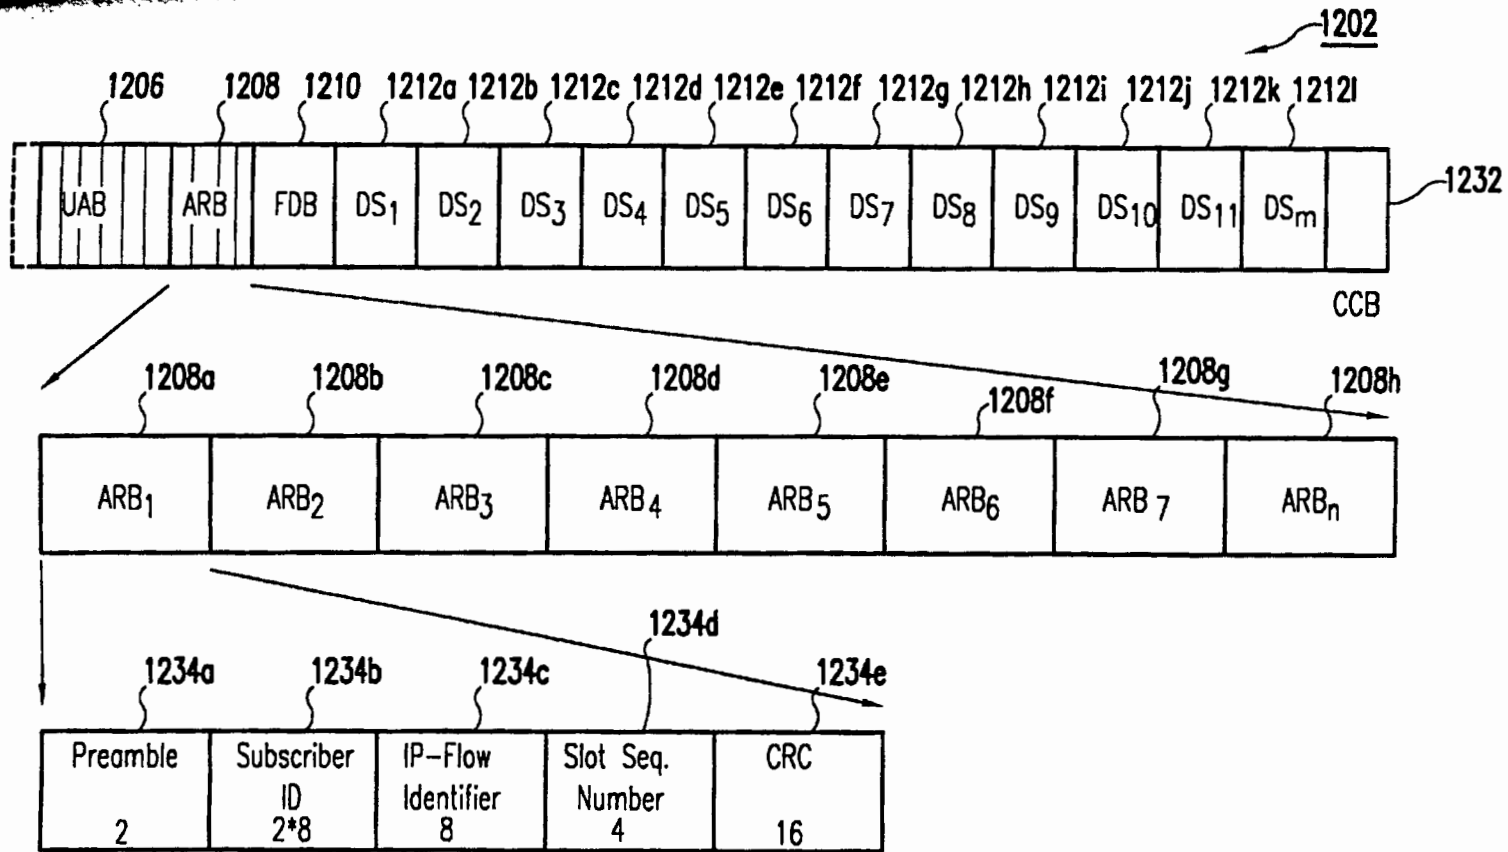 1202
1206 1208 1210 1212a 1212b 1212c 1212d 1212e 1212f 1212g 1212h 1212i 1212j 1212k 1212l
UAB ARB FDB DS1 DS2 DS3 DS4 DS5 DS6 DS7 DS8 DS9 DS10 DS11 DSm
1232
CCB
1208a 1208b 1208c 1208d 1208e 1208f 1208g 1208h
ARB1 ARB2 ARB3 ARB4 ARB5 ARB6 ARB 7 ARBn
1234a 1234b 1234c 1234d 1234e
Preamble
2
Subscriber
ID
2*8
IP-Flow
Identifier
8
Slot Seq.
Number
4
CRC
16